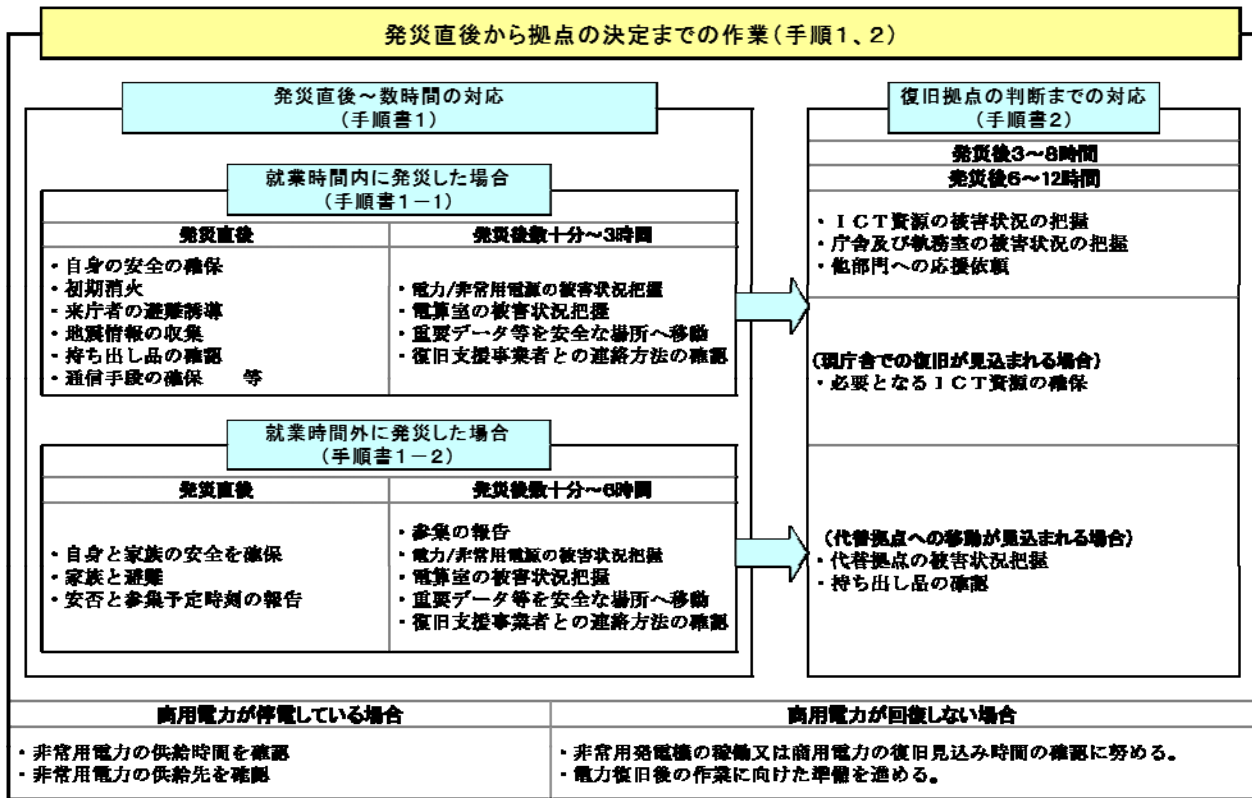 発災直後から拠点の決定までの作業(手順1、2)
発災直後～数時間の対応
(手順書1)
就業時間内に発災した場合
(手順書1－1)
発災直後
・自身の安全の確保
・初期消火
・来庁者の避難誘導
・地震情報の収集
・持ち出し品の確認
・通信手段の確保　等
発災後数十分～3時間
・電力/非常用電源の被害状況把握
・電算室の被害状況把握
・重要データ等を安全な場所へ移動
・復旧支援事業者との連絡方法の確認
就業時間外に発災した場合
(手順書1－2)
発災直後
・自身と家族の安全を確保
・家族と避難
・安否と参集予定時刻の報告
発災後数十分～6時間
・参集の報告
・電力/非常用電源の被害状況把握
・電算室の被害状況把握
・重要データ等を安全な場所へ移動
・復旧支援事業者との連絡方法の確認
復旧拠点の判断までの対応
(手順書2)
発災後3～8時間
発災後6～12時間
・ＩＣＴ資源の被害状況の把握
・庁舎及び執務室の被害状況の把握
・他部門への応援依頼
(現庁舎での復旧が見込まれる場合)
・必要となるＩＣＴ資源の確保
(代替拠点への移動が見込まれる場合)
・代替拠点の被害状況把握
・持ち出し品の確認
商用電力が停電している場合
・非常用電力の供給時間を確認
・非常用電力の供給先を確認
商用電力が回復しない場合
・非常用発電機の稼働又は商用電力の復旧見込み時間の確認に努める。
・電力復旧後の作業に向けた準備を進める。